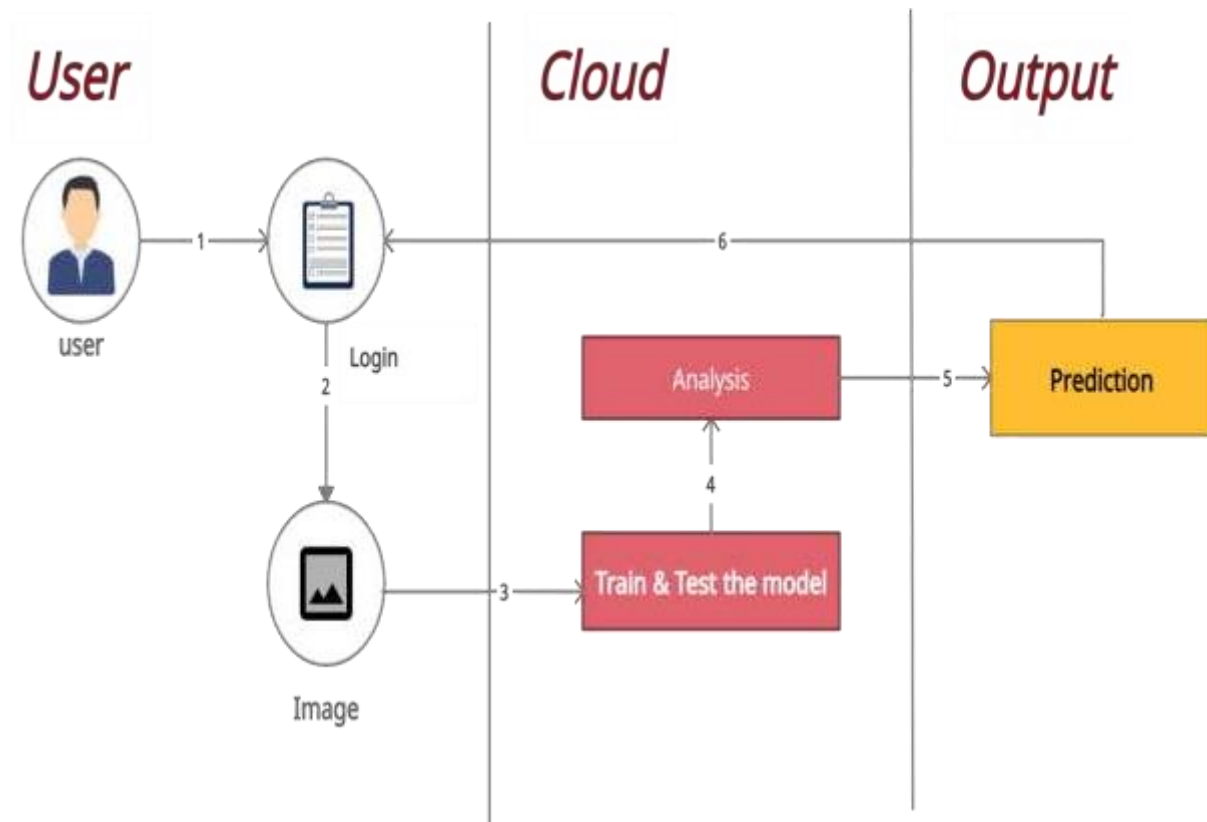 User
Cloud
Output
1
6
user
Login
2
Analysis
5
Prediction
4
3
Train & Test the model
Image